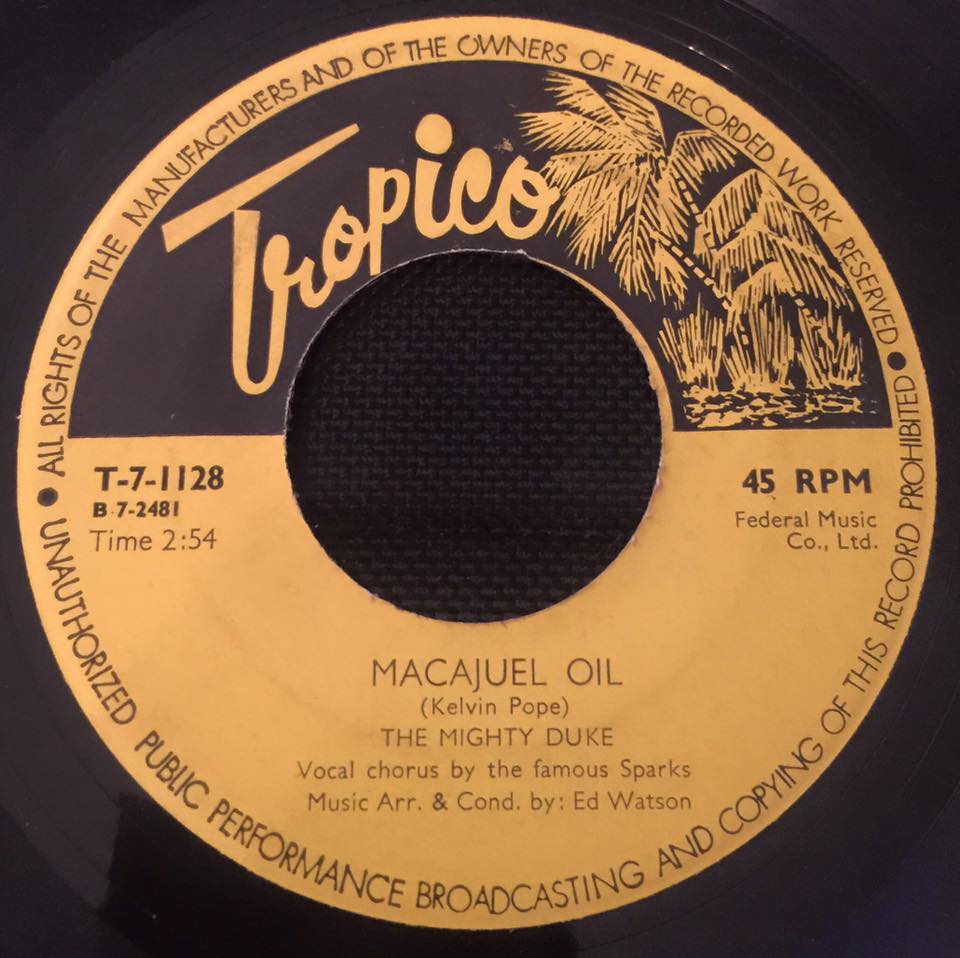 ALL RIGHTS OF THE MANUFACTURERS AND OF THE OWNERS OF THE RECORDED WORK RESERVED
Tropico
T-7-1128
B-7-2481
Time 2:54
45 RPM
Federal Music
Co., Ltd.
MACAJUEL OIL
(Kelvin Pope)
THE MIGHTY DUKE
Vocal chorus by the famous Sparks
Music Arr. & Cond. by: Ed Watson
UNAUTHORIZED PUBLIC PERFORMANCE BROADCASTING AND COPYING OF THIS RECORD PROHIBITED